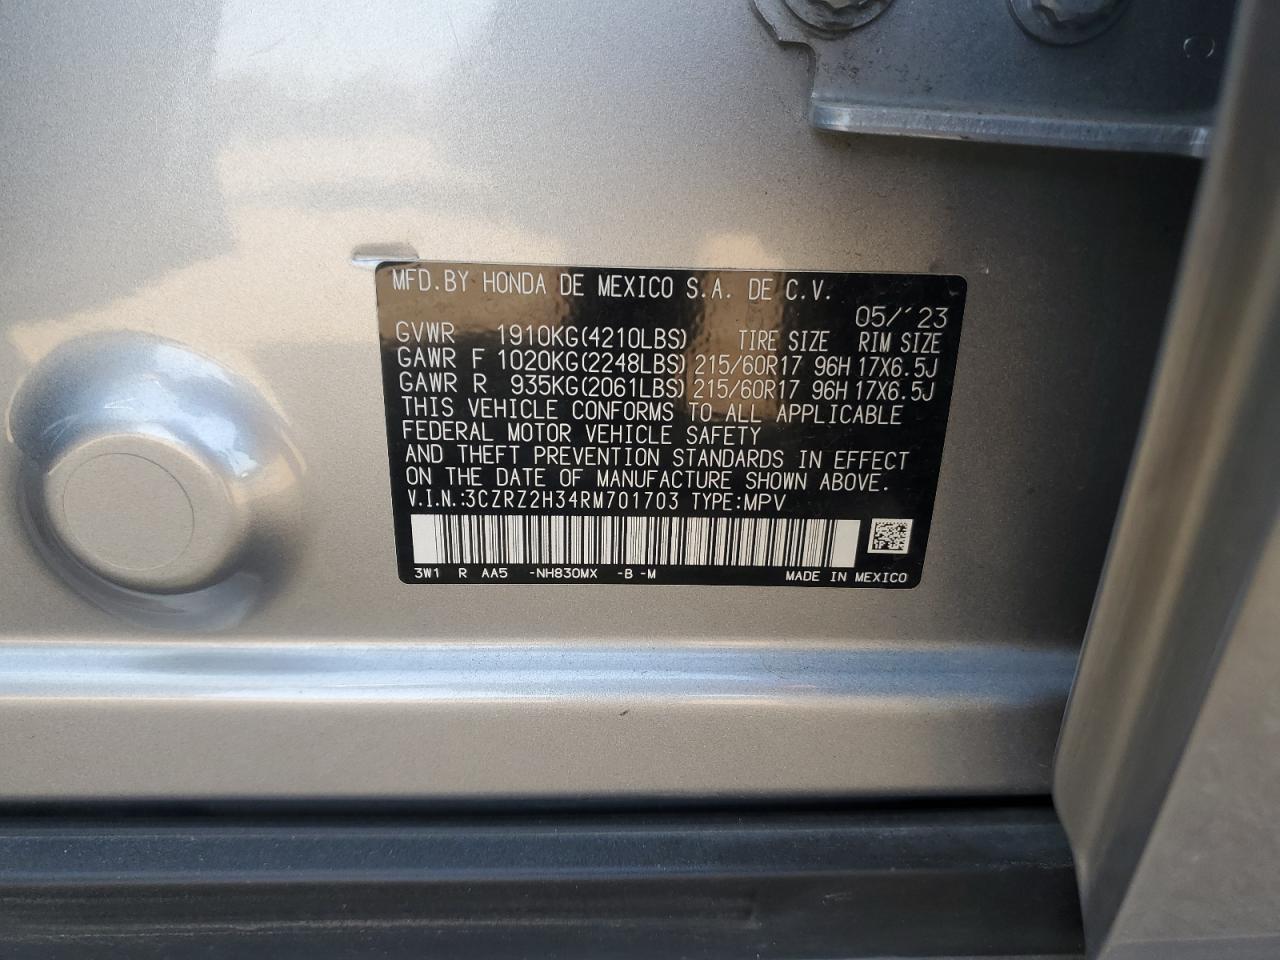 MFD.BY HONDA DE MEXICO S.A. DE C.V.
05/'23
GVWR 1910KG(4210LBS) TIRE SIZE RIM SIZE
GAWR F 1020KG(2248LBS) 215/60R17 96H 17X6.5J
GAWR R 935KG(2061LBS) 215/60R17 96H 17X6.5J
THIS VEHICLE CONFORMS TO ALL APPLICABLE
FEDERAL MOTOR VEHICLE SAFETY
AND THEFT PREVENTION STANDARDS IN EFFECT
ON THE DATE OF MANUFACTURE SHOWN ABOVE.
V.I.N.:3CZRZ2H34RM701703 TYPE:MPV
3W1 R AA5 -NH830MX -B -M MADE IN MEXICO